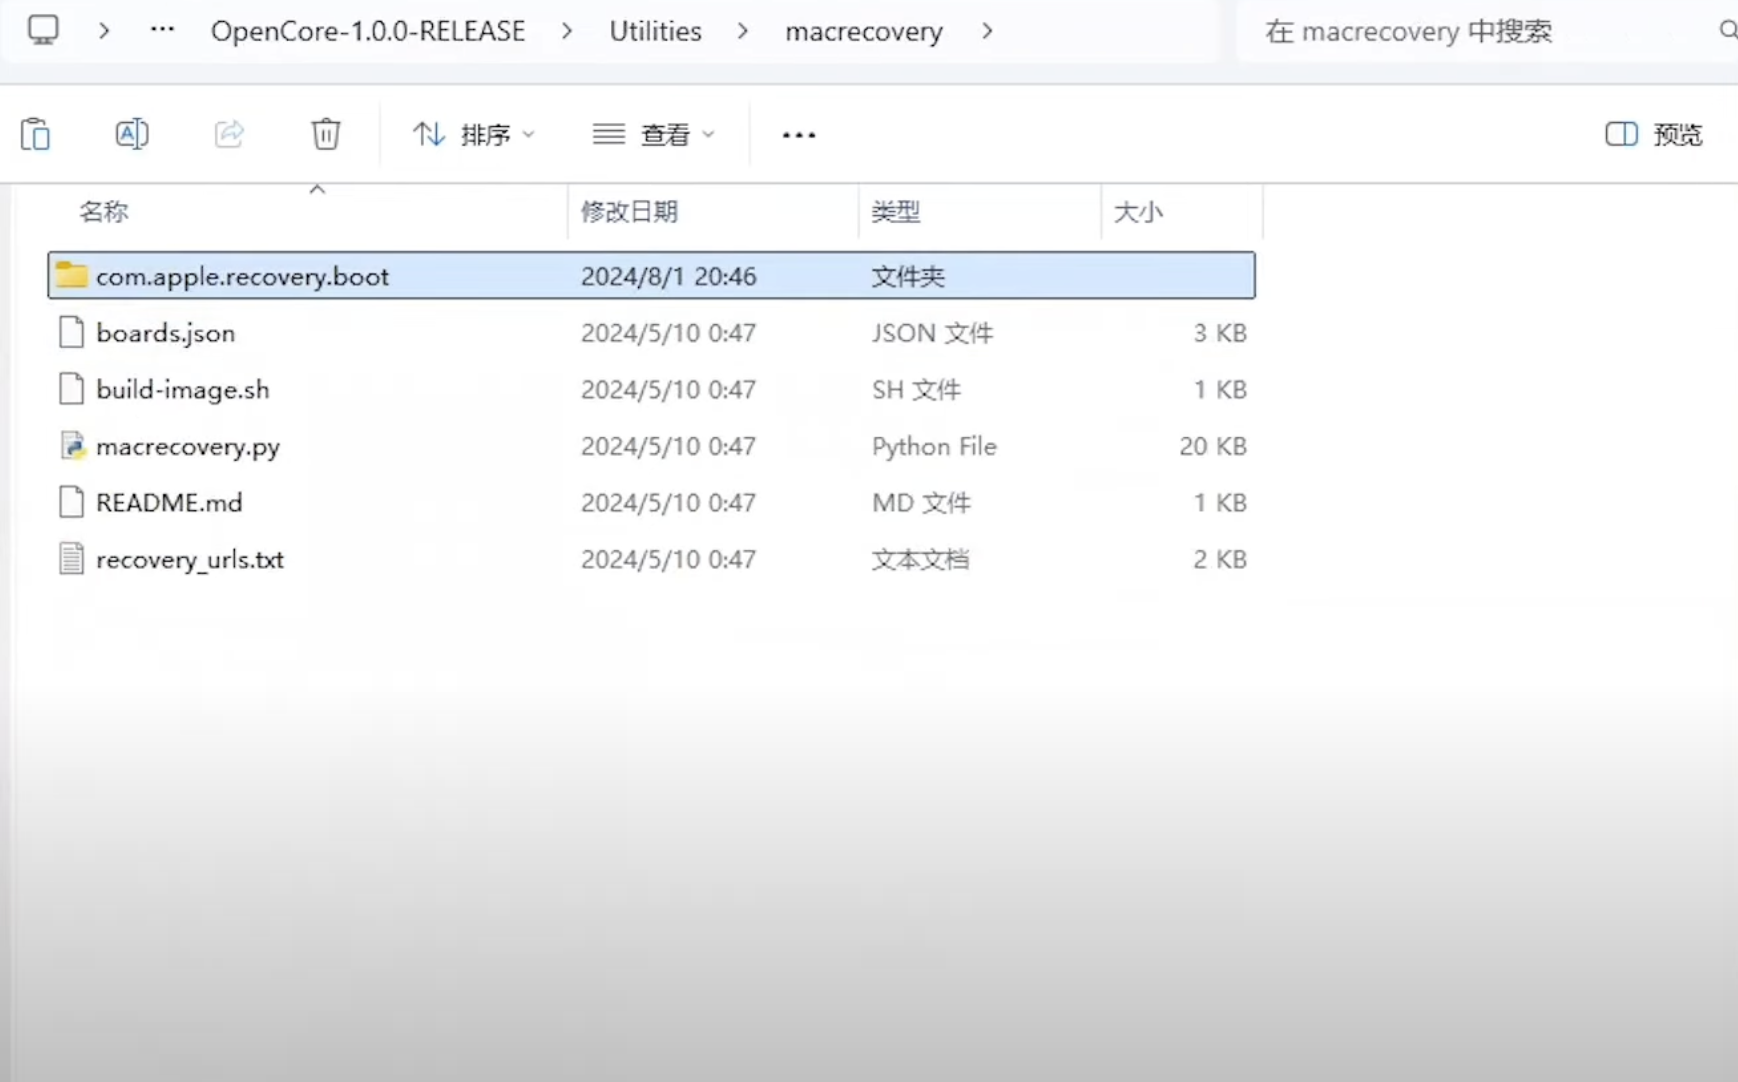 OpenCore-1.0.0-RELEASE > Utilities > macrecovery > 在 macrecovery 中搜索
排序 查看 预览
名称 修改日期 类型 大小
com.apple.recovery.boot 2024/8/1 20:46 文件夹
boards.json 2024/5/10 0:47 JSON 文件 3 KB
build-image.sh 2024/5/10 0:47 SH 文件 1 KB
macrecovery.py 2024/5/10 0:47 Python File 20 KB
README.md 2024/5/10 0:47 MD 文件 1 KB
recovery_urls.txt 2024/5/10 0:47 文本文档 2 KB